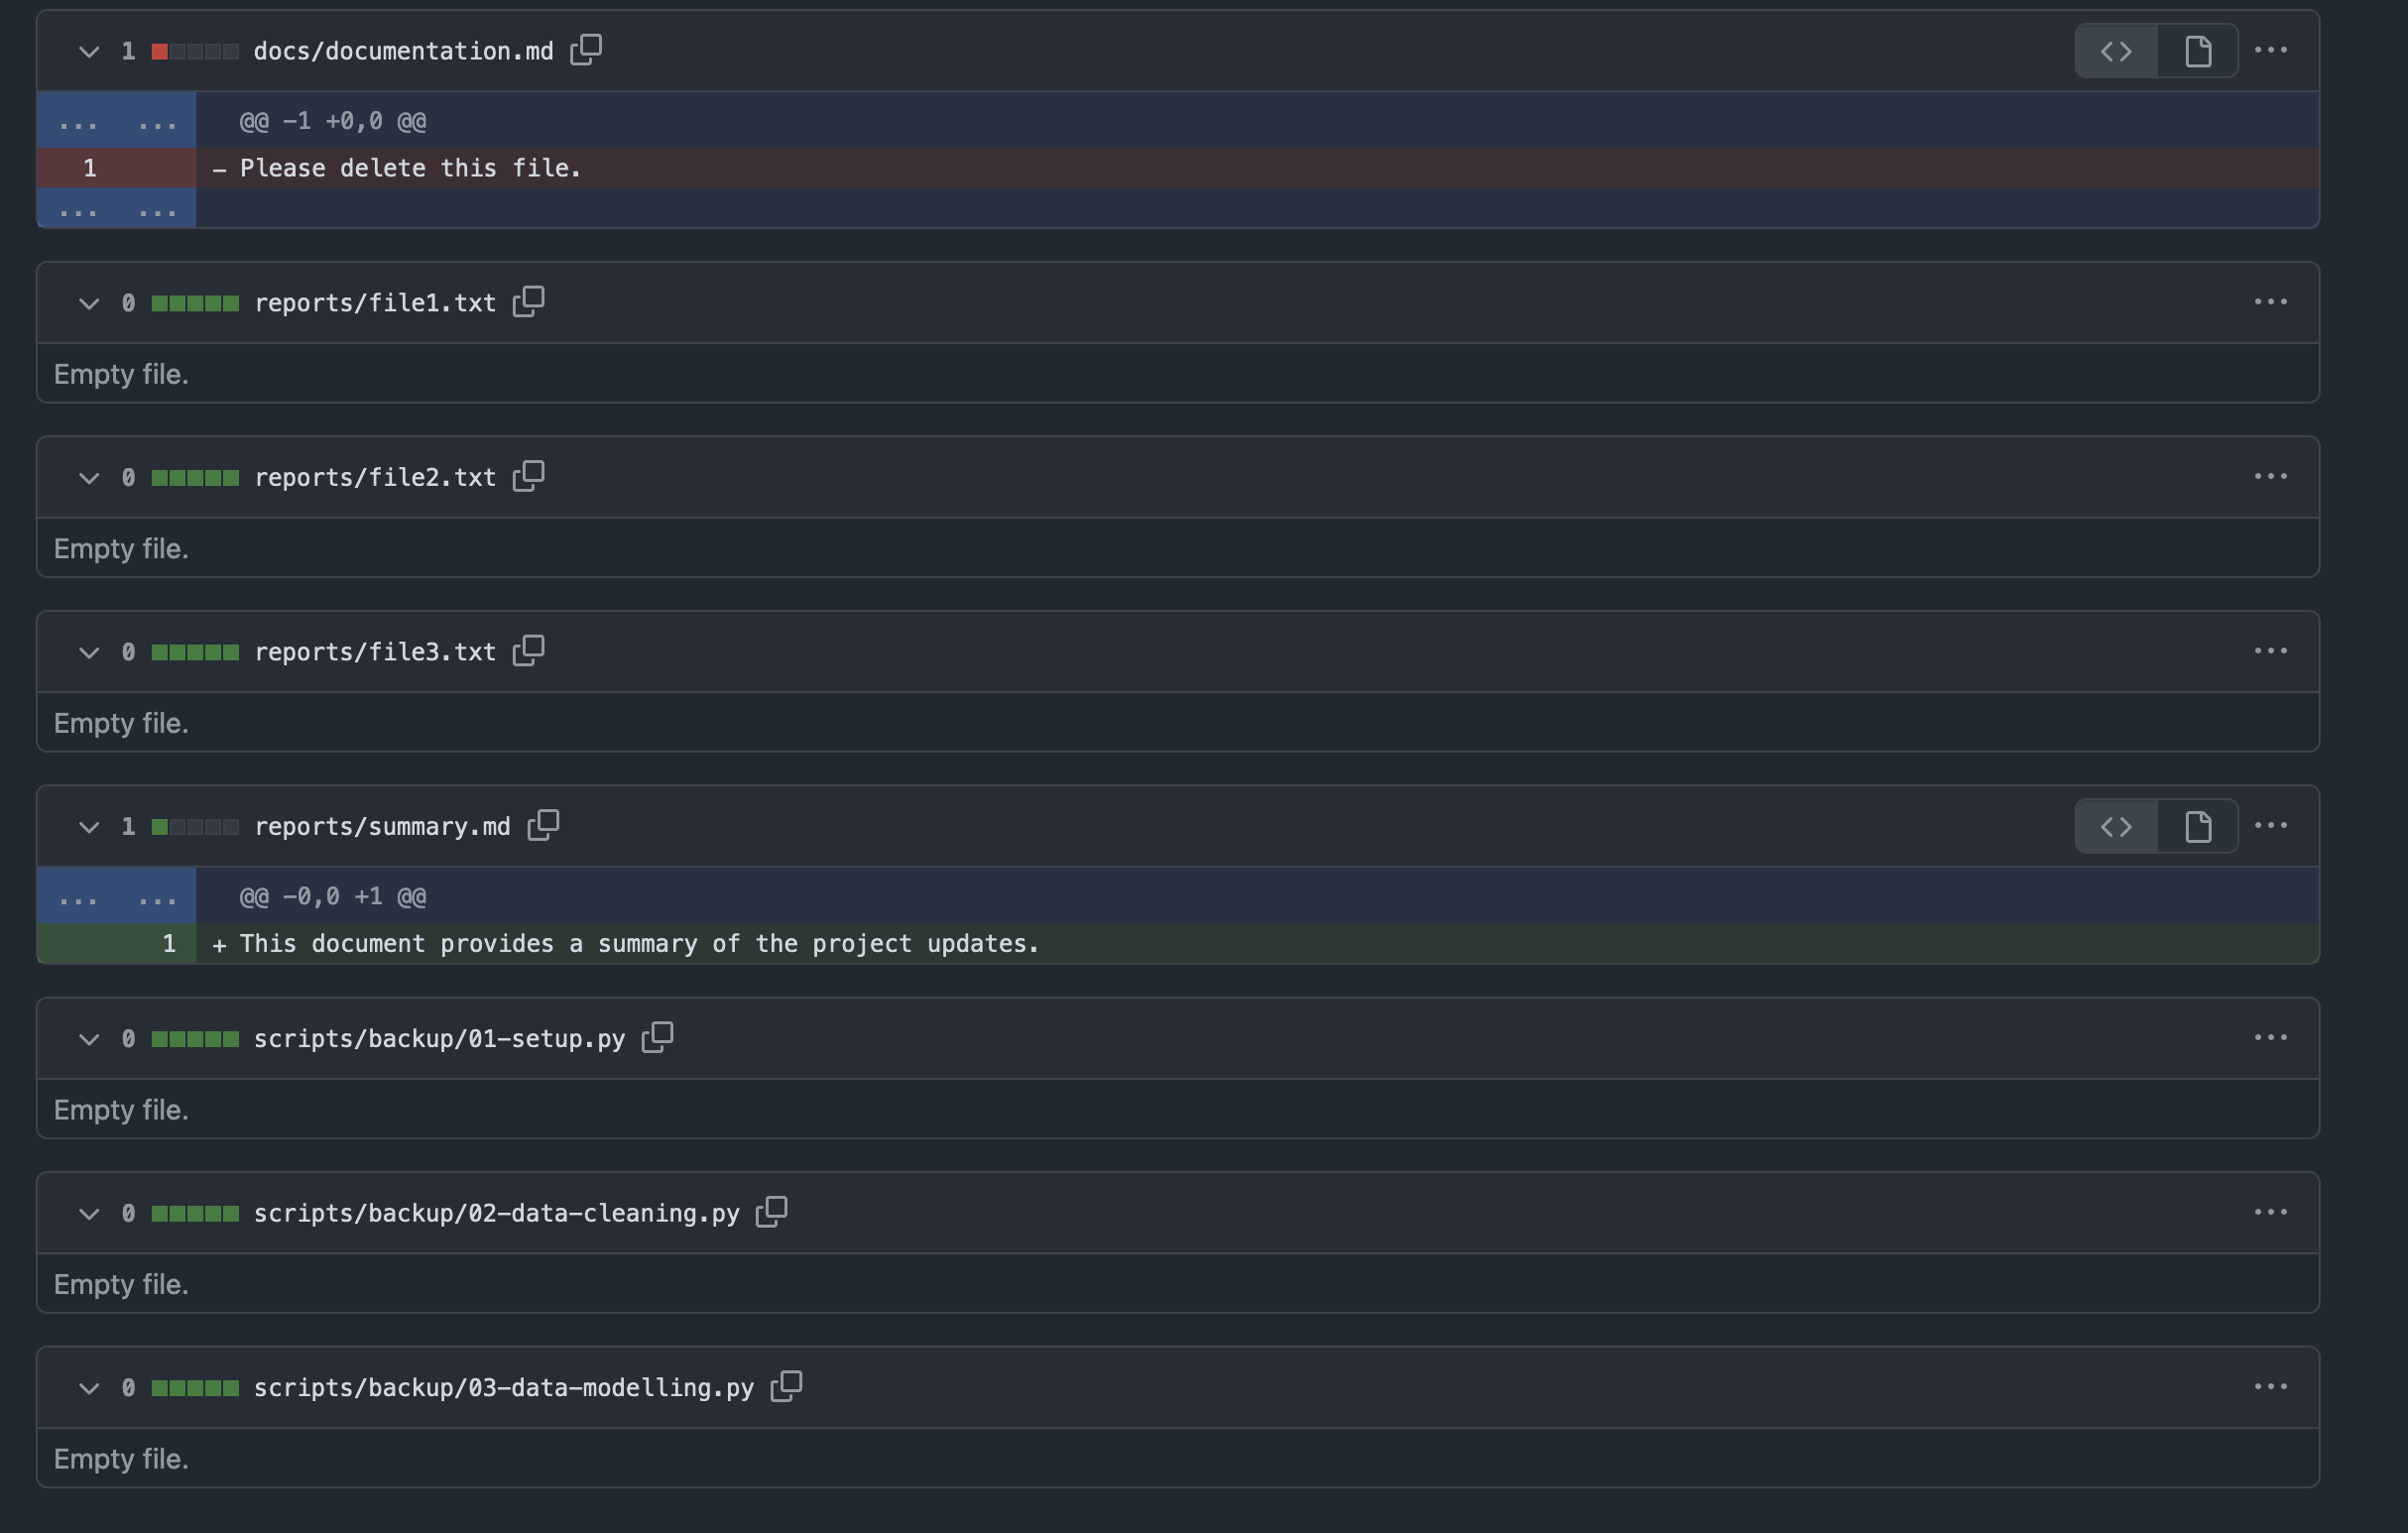 1 docs/documentation.md
... ... @@ -1 +0,0 @@
1 - Please delete this file.
... ...
0 reports/file1.txt
Empty file.
0 reports/file2.txt
Empty file.
0 reports/file3.txt
Empty file.
1 reports/summary.md
... ... @@ -0,0 +1 @@
1 + This document provides a summary of the project updates.
0 scripts/backup/01-setup.py
Empty file.
0 scripts/backup/02-data-cleaning.py
Empty file.
0 scripts/backup/03-data-modelling.py
Empty file.